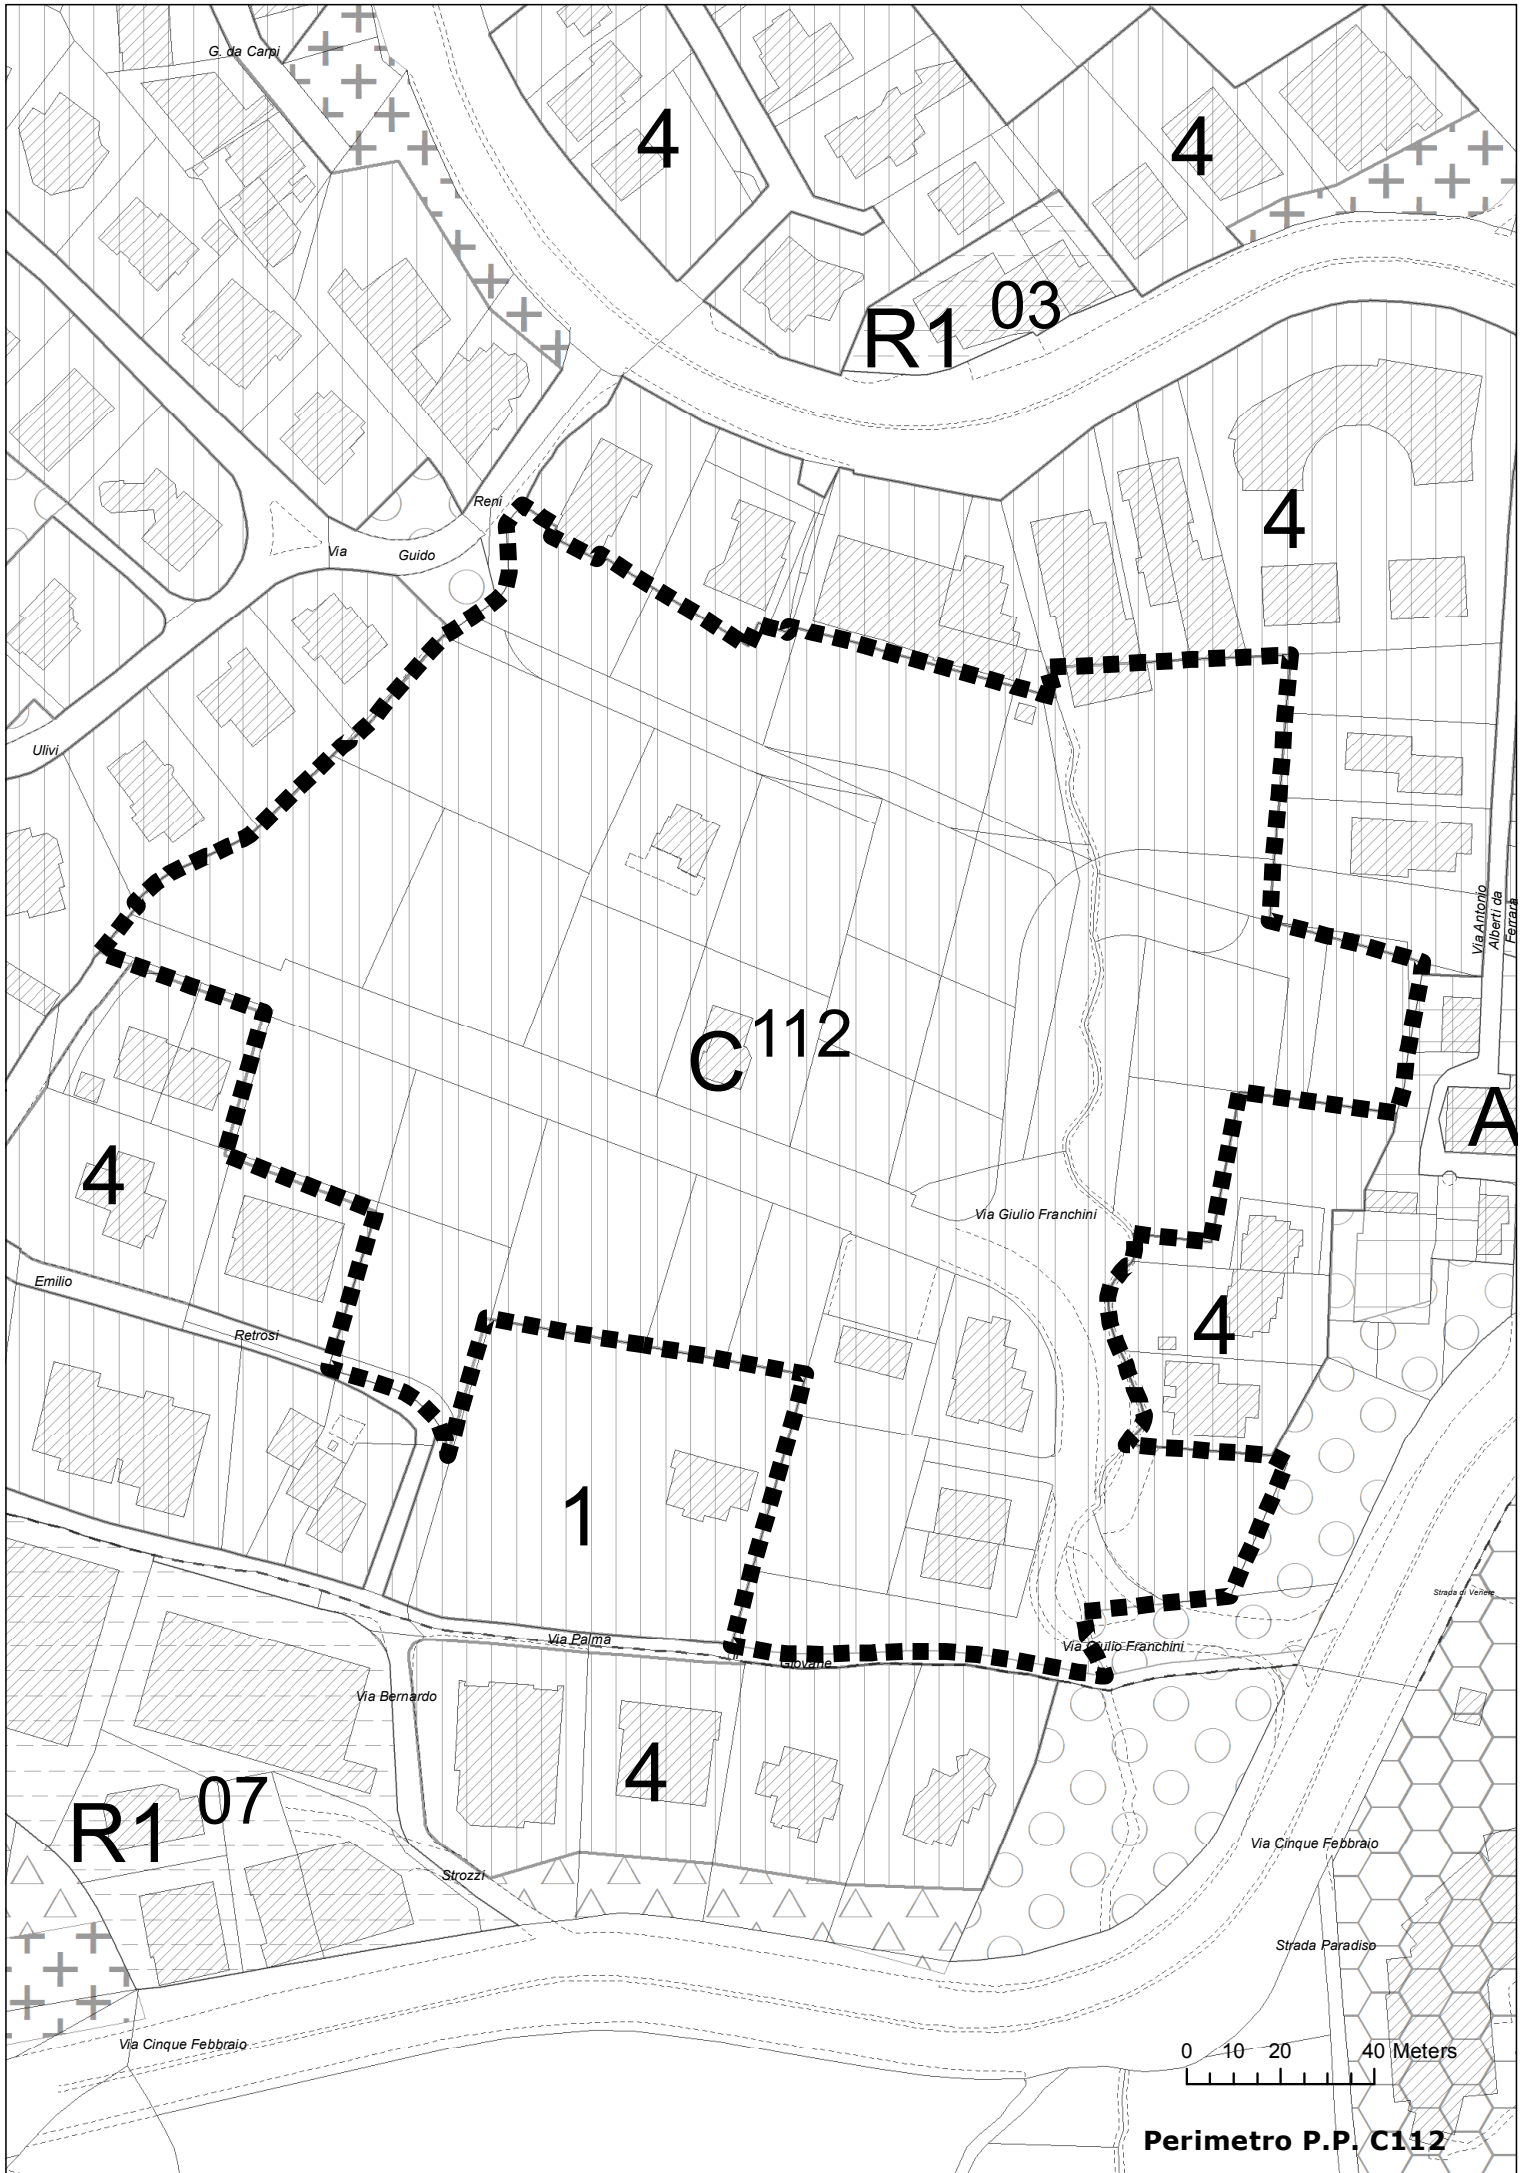 G. da Carpi
4
4
R1 03
4
Reni
Via
Guido
Ulivi
Via Antonio
Alberti da
Ferrara
C 112
A
4
Via Giulio Franchini
Emilio
Retrosi
4
1
Strada di Venere
Via Palma
Giovane
Via Giulio Franchini
Via Bernardo
4
R1 07
Via Cinque Febbraio
Strozzi
Strada Paradiso
Via Cinque Febbraio
0 10 20 40 Meters
Perimetro P.P. C112